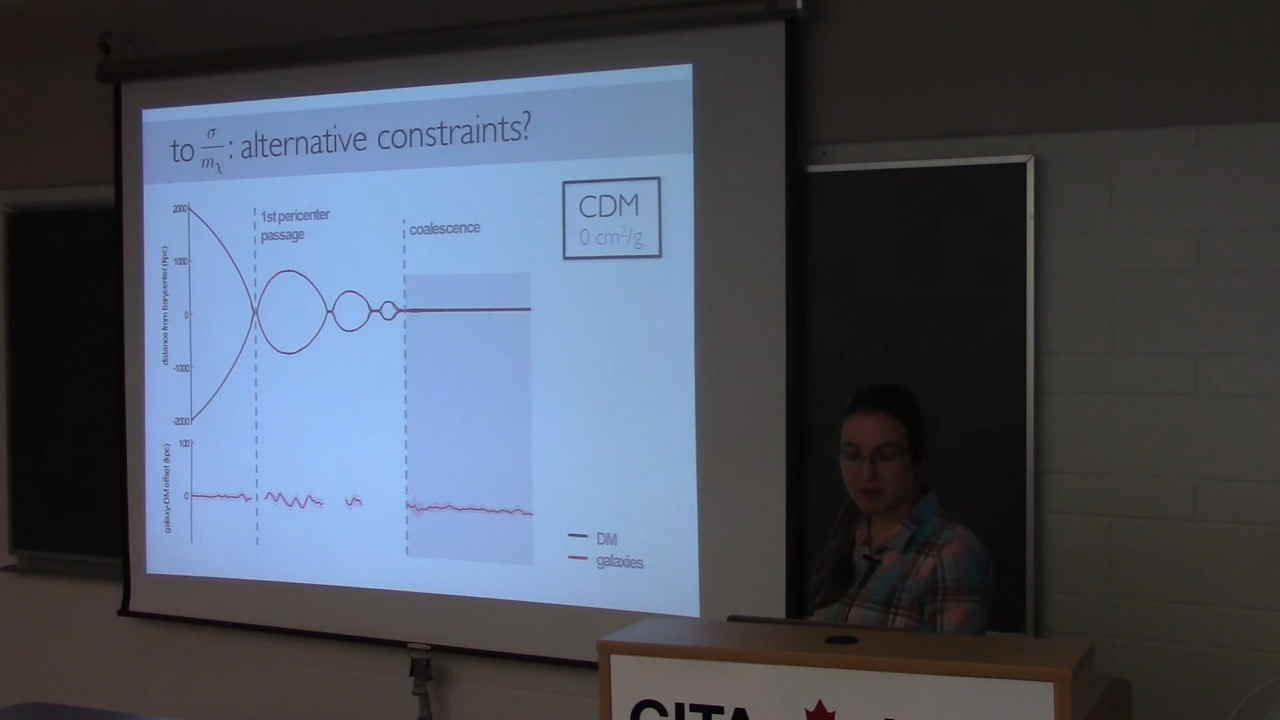 to σ/mχ : alternative constraints?
CDM
0 cm²/g
1st pericenter
passage
coalescence
distance from barycenter (kpc)
2000
1000
0
-1000
-2000
galaxy-DM offset (kpc)
100
0
DM
galaxies
CITA